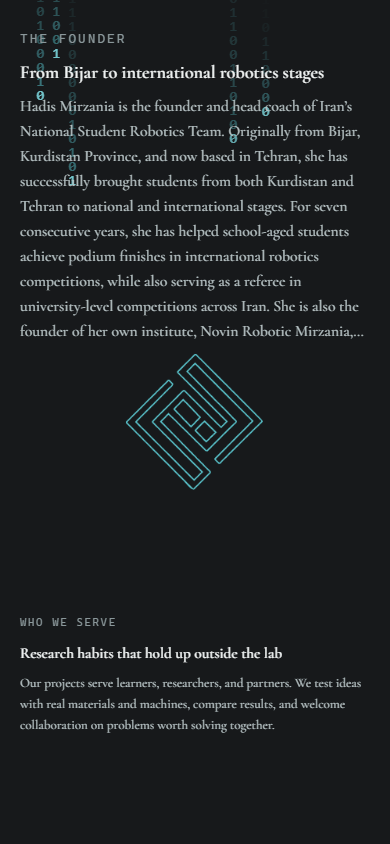 THE FOUNDER
From Bijar to international robotics stages
Hadis Mirzania is the founder and head coach of Iran's
National Student Robotics Team. Originally from Bijar,
Kurdistan Province, and now based in Tehran, she has
successfully brought students from both Kurdistan and
Tehran to national and international stages. For seven
consecutive years, she has helped school-aged students
achieve podium finishes in international robotics
competitions, while also serving as a referee in
university-level competitions across Iran. She is also the
founder of her own institute, Novin Robotic Mirzania,...
WHO WE SERVE
Research habits that hold up outside the lab
Our projects serve learners, researchers, and partners. We test ideas
with real materials and machines, compare results, and welcome
collaboration on problems worth solving together.